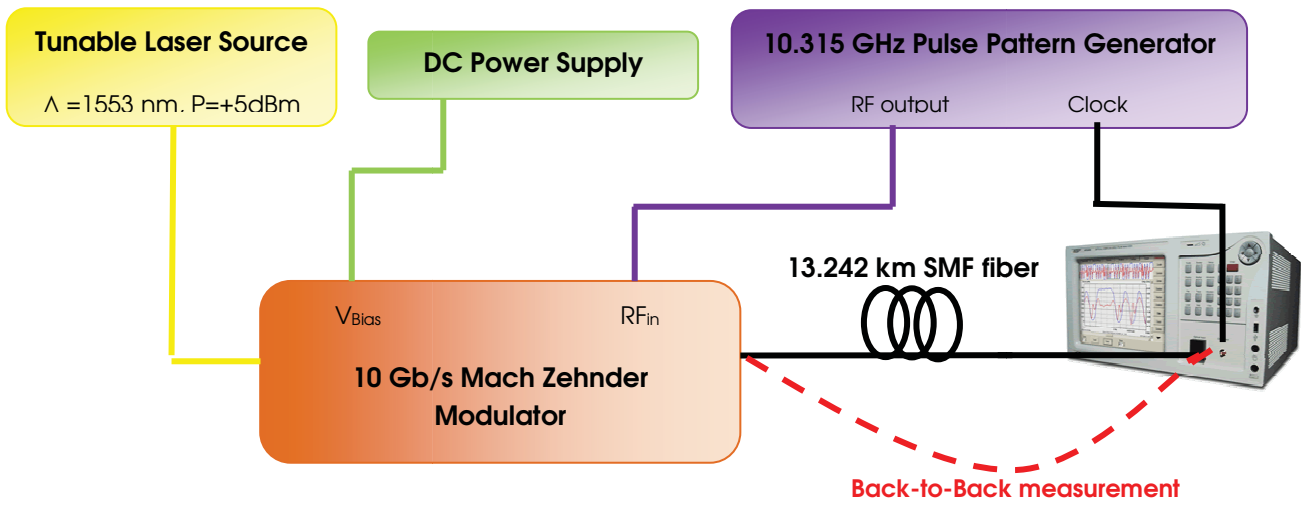 Tunable Laser Source
Λ =1553 nm, P=+5dBm
DC Power Supply
10.315 GHz Pulse Pattern Generator
RF output
Clock
13.242 km SMF fiber
VBias
RFin
10 Gb/s Mach Zehnder
Modulator
Back-to-Back measurement